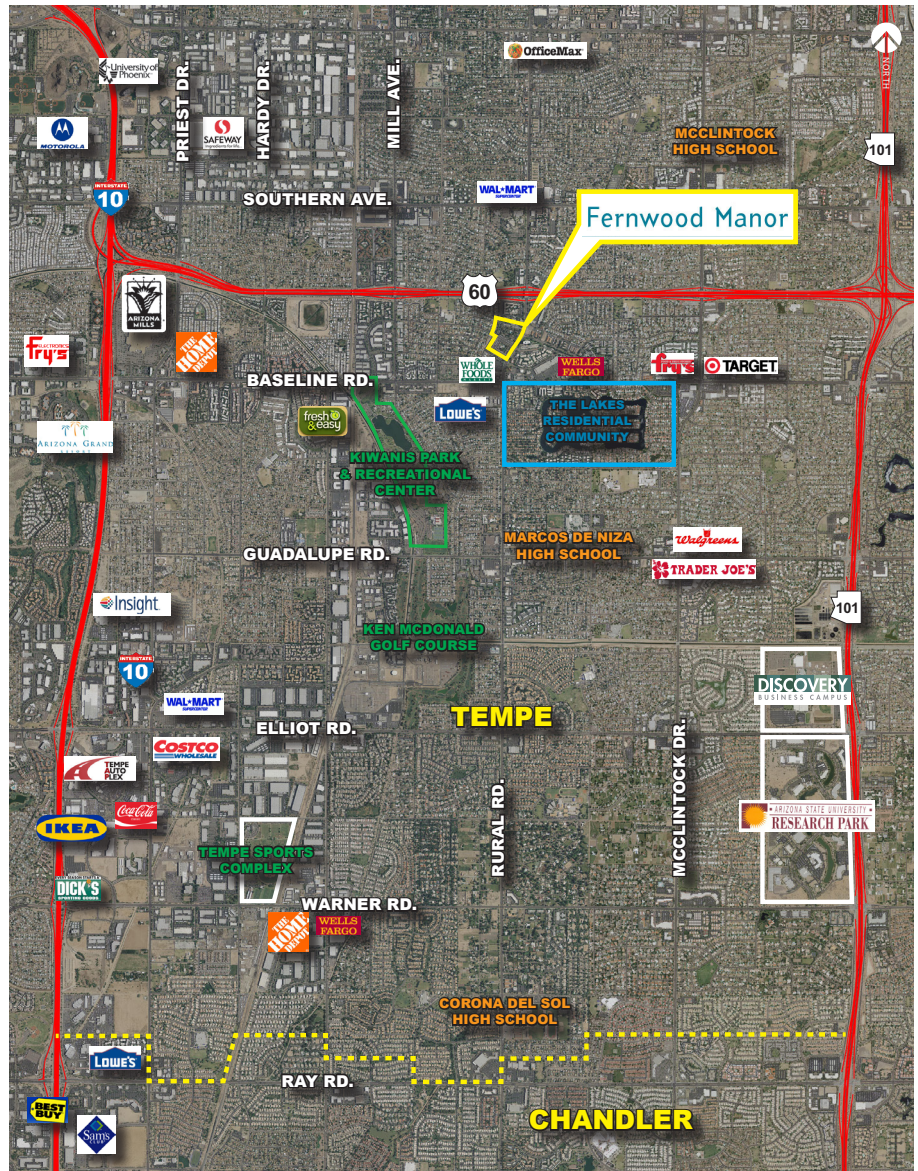 OfficeMax
University of
Phoenix
PRIEST DR.
HARDY DR.
MILL AVE.
NORTH
MOTOROLA
SAFEWAY
MCCLINTOCK
HIGH SCHOOL
101
INTERSTATE
10
SOUTHERN AVE.
WAL★MART
SUPERCENTER
Fernwood Manor
60
ARIZONA
MILLS
fry's
ELECTRONICS
THE
HOME
DEPOT
WHOLE
FOODS
MARKET
WELLS
FARGO
fry's
TARGET
BASELINE RD.
fresh
&easy
LOWE'S
THE LAKES
RESIDENTIAL
COMMUNITY
ARIZONA GRAND
RESORT
KIWANIS PARK
& RECREATIONAL
CENTER
MARCOS DE NIZA
HIGH SCHOOL
Walgreens
GUADALUPE RD.
TRADER JOE'S
Insight
101
KEN MCDONALD
GOLF COURSE
INTERSTATE
10
DISCOVERY
BUSINESS CAMPUS
WAL★MART
SUPERCENTER
TEMPE
ELLIOT RD.
COSTCO
WHOLESALE
TEMPE
AUTO
PLEX
RURAL RD.
MCCLINTOCK DR.
Coca-Cola
IKEA
ARIZONA STATE UNIVERSITY
RESEARCH PARK
TEMPE SPORTS
COMPLEX
DICK'S
SPORTING GOODS
WARNER RD.
THE
HOME
DEPOT
WELLS
FARGO
CORONA DEL SOL
HIGH SCHOOL
LOWE'S
RAY RD.
BEST
BUY
Sam's
CLUB
CHANDLER